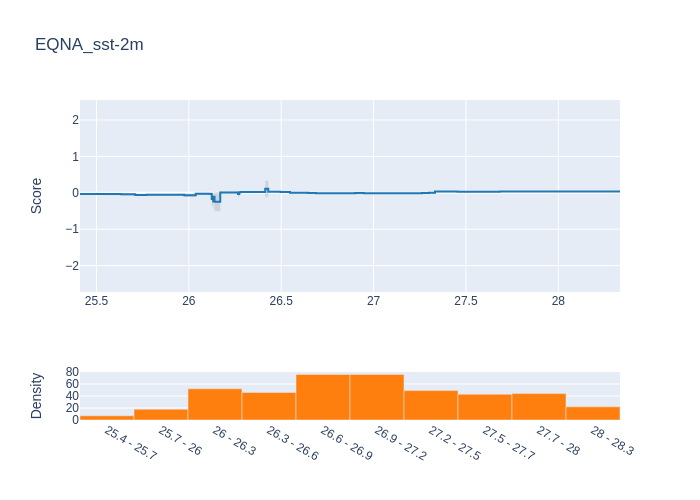 EQNA_sst-2m
Score
2
1
0
−1
−2
25.5 26 26.5 27 27.5 28
Density
80
60
40
20
0
25.4 - 25.7
25.7 - 26
26 - 26.3
26.3 - 26.6
26.6 - 26.9
26.9 - 27.2
27.2 - 27.5
27.5 - 27.7
27.7 - 28
28 - 28.3